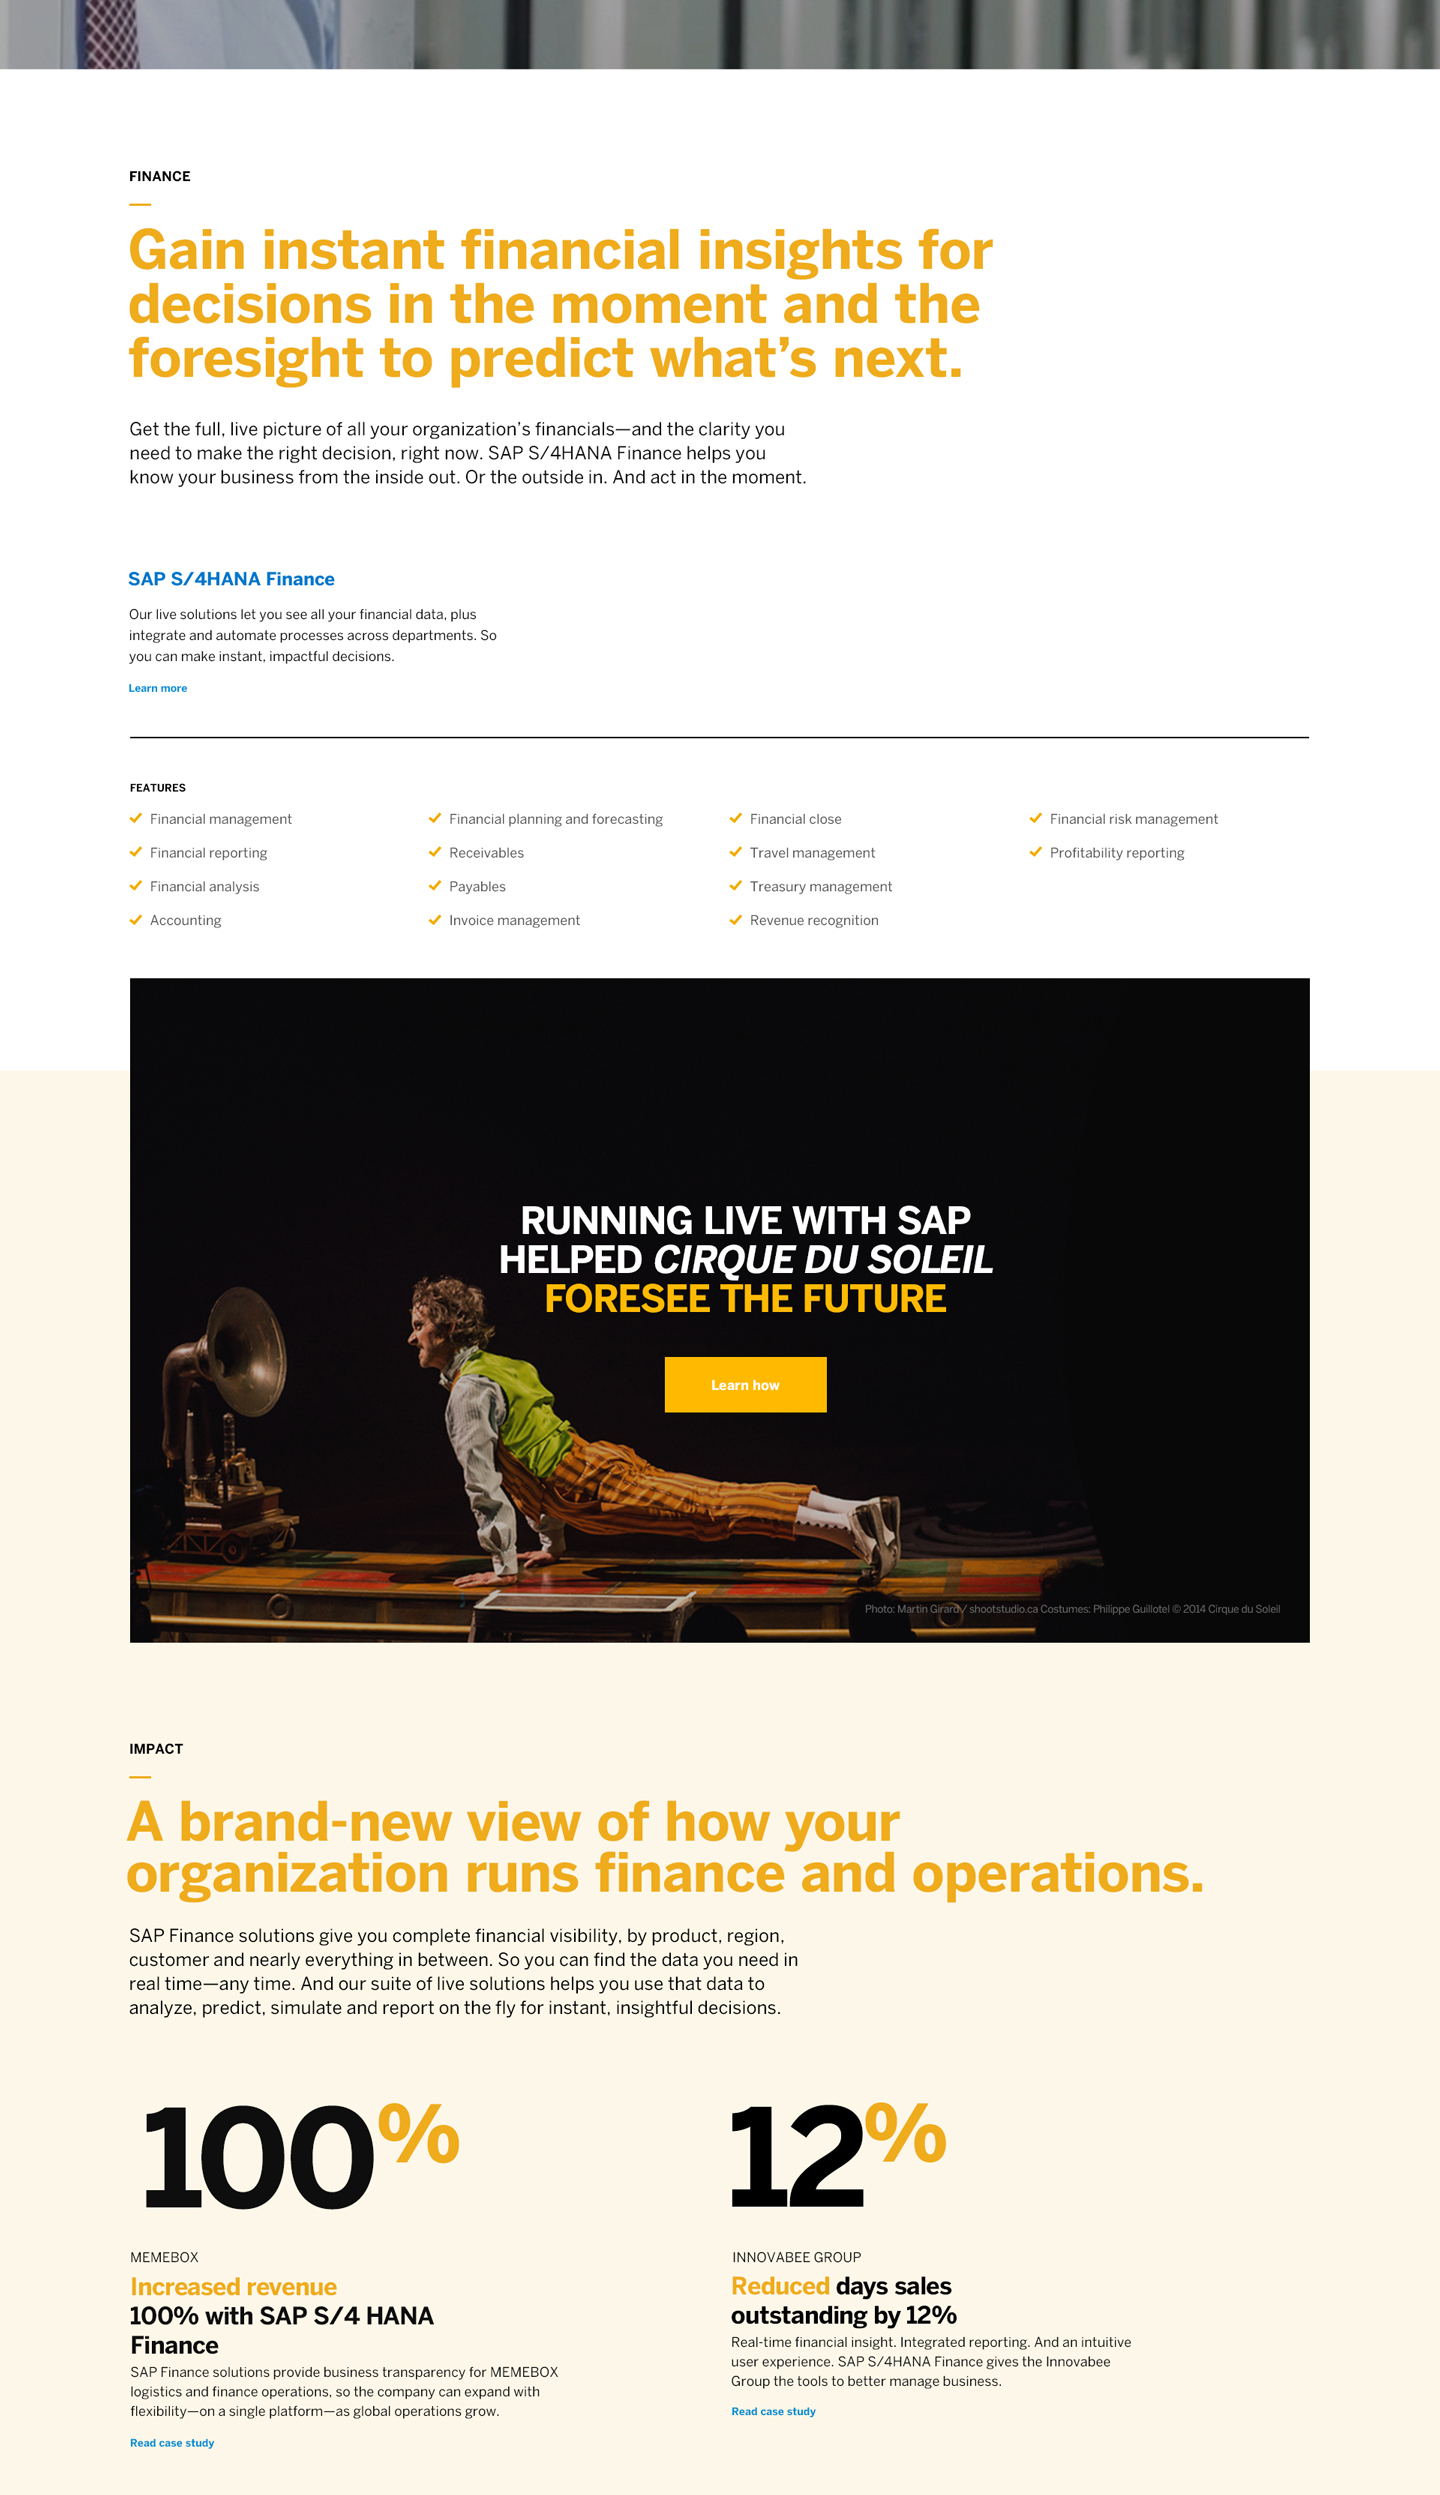 FINANCE
Gain instant financial insights for
decisions in the moment and the
foresight to predict what’s next.
Get the full, live picture of all your organization’s financials—and the clarity you
need to make the right decision, right now. SAP S/4HANA Finance helps you
know your business from the inside out. Or the outside in. And act in the moment.
SAP S/4HANA Finance
Our live solutions let you see all your financial data, plus
integrate and automate processes across departments. So
you can make instant, impactful decisions.
Learn more
FEATURES
Financial management
Financial reporting
Financial analysis
Accounting
Financial planning and forecasting
Receivables
Payables
Invoice management
Financial close
Travel management
Treasury management
Revenue recognition
Financial risk management
Profitability reporting
RUNNING LIVE WITH SAP
HELPED CIRQUE DU SOLEIL
FORESEE THE FUTURE
Learn how
Photo: Martin Girard / shootstudio.ca Costumes: Philippe Guillotel © 2014 Cirque du Soleil
IMPACT
A brand-new view of how your
organization runs finance and operations.
SAP Finance solutions give you complete financial visibility, by product, region,
customer and nearly everything in between. So you can find the data you need in
real time—any time. And our suite of live solutions helps you use that data to
analyze, predict, simulate and report on the fly for instant, insightful decisions.
100%
MEMEBOX
Increased revenue
100% with SAP S/4 HANA
Finance
SAP Finance solutions provide business transparency for MEMEBOX
logistics and finance operations, so the company can expand with
flexibility—on a single platform—as global operations grow.
Read case study
12%
INNOVABEE GROUP
Reduced days sales
outstanding by 12%
Real-time financial insight. Integrated reporting. And an intuitive
user experience. SAP S/4HANA Finance gives the Innovabee
Group the tools to better manage business.
Read case study